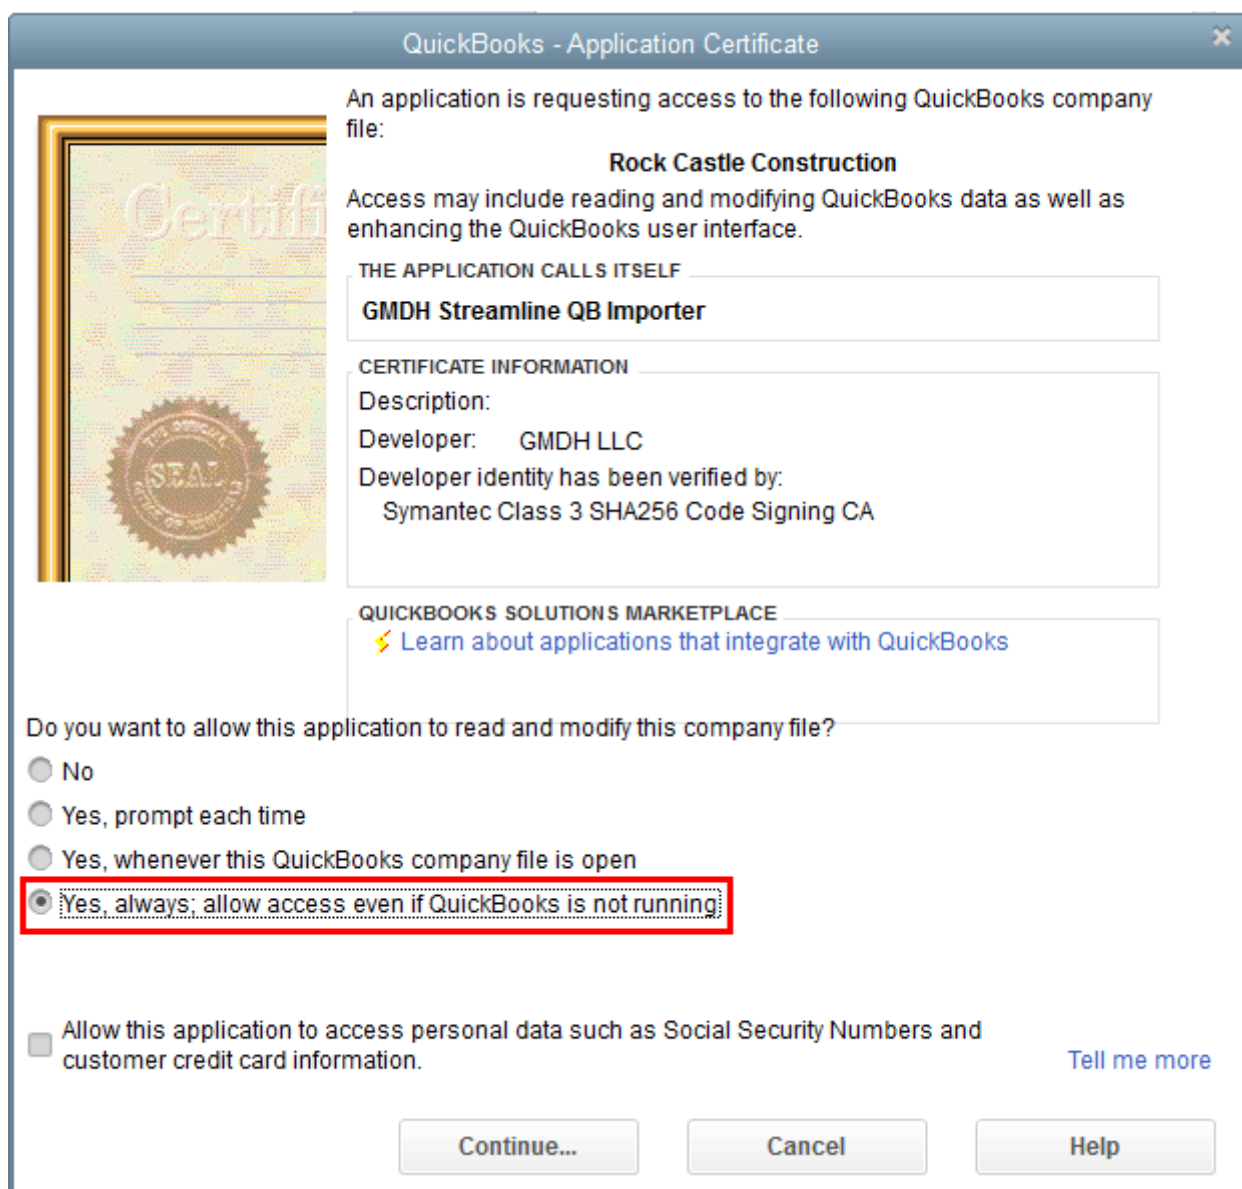 QuickBooks - Application Certificate
An application is requesting access to the following QuickBooks company
file:
Rock Castle Construction
Access may include reading and modifying QuickBooks data as well as
enhancing the QuickBooks user interface.
THE APPLICATION CALLS ITSELF
GMDH Streamline QB Importer
CERTIFICATE INFORMATION
Description:
Developer: GMDH LLC
Developer identity has been verified by:
Symantec Class 3 SHA256 Code Signing CA
QUICKBOOKS SOLUTIONS MARKETPLACE
Learn about applications that integrate with QuickBooks
Certifi
SEAL
Do you want to allow this application to read and modify this company file?
No
Yes, prompt each time
Yes, whenever this QuickBooks company file is open
Yes, always; allow access even if QuickBooks is not running
Allow this application to access personal data such as Social Security Numbers and
customer credit card information.
Tell me more
Continue...
Cancel
Help